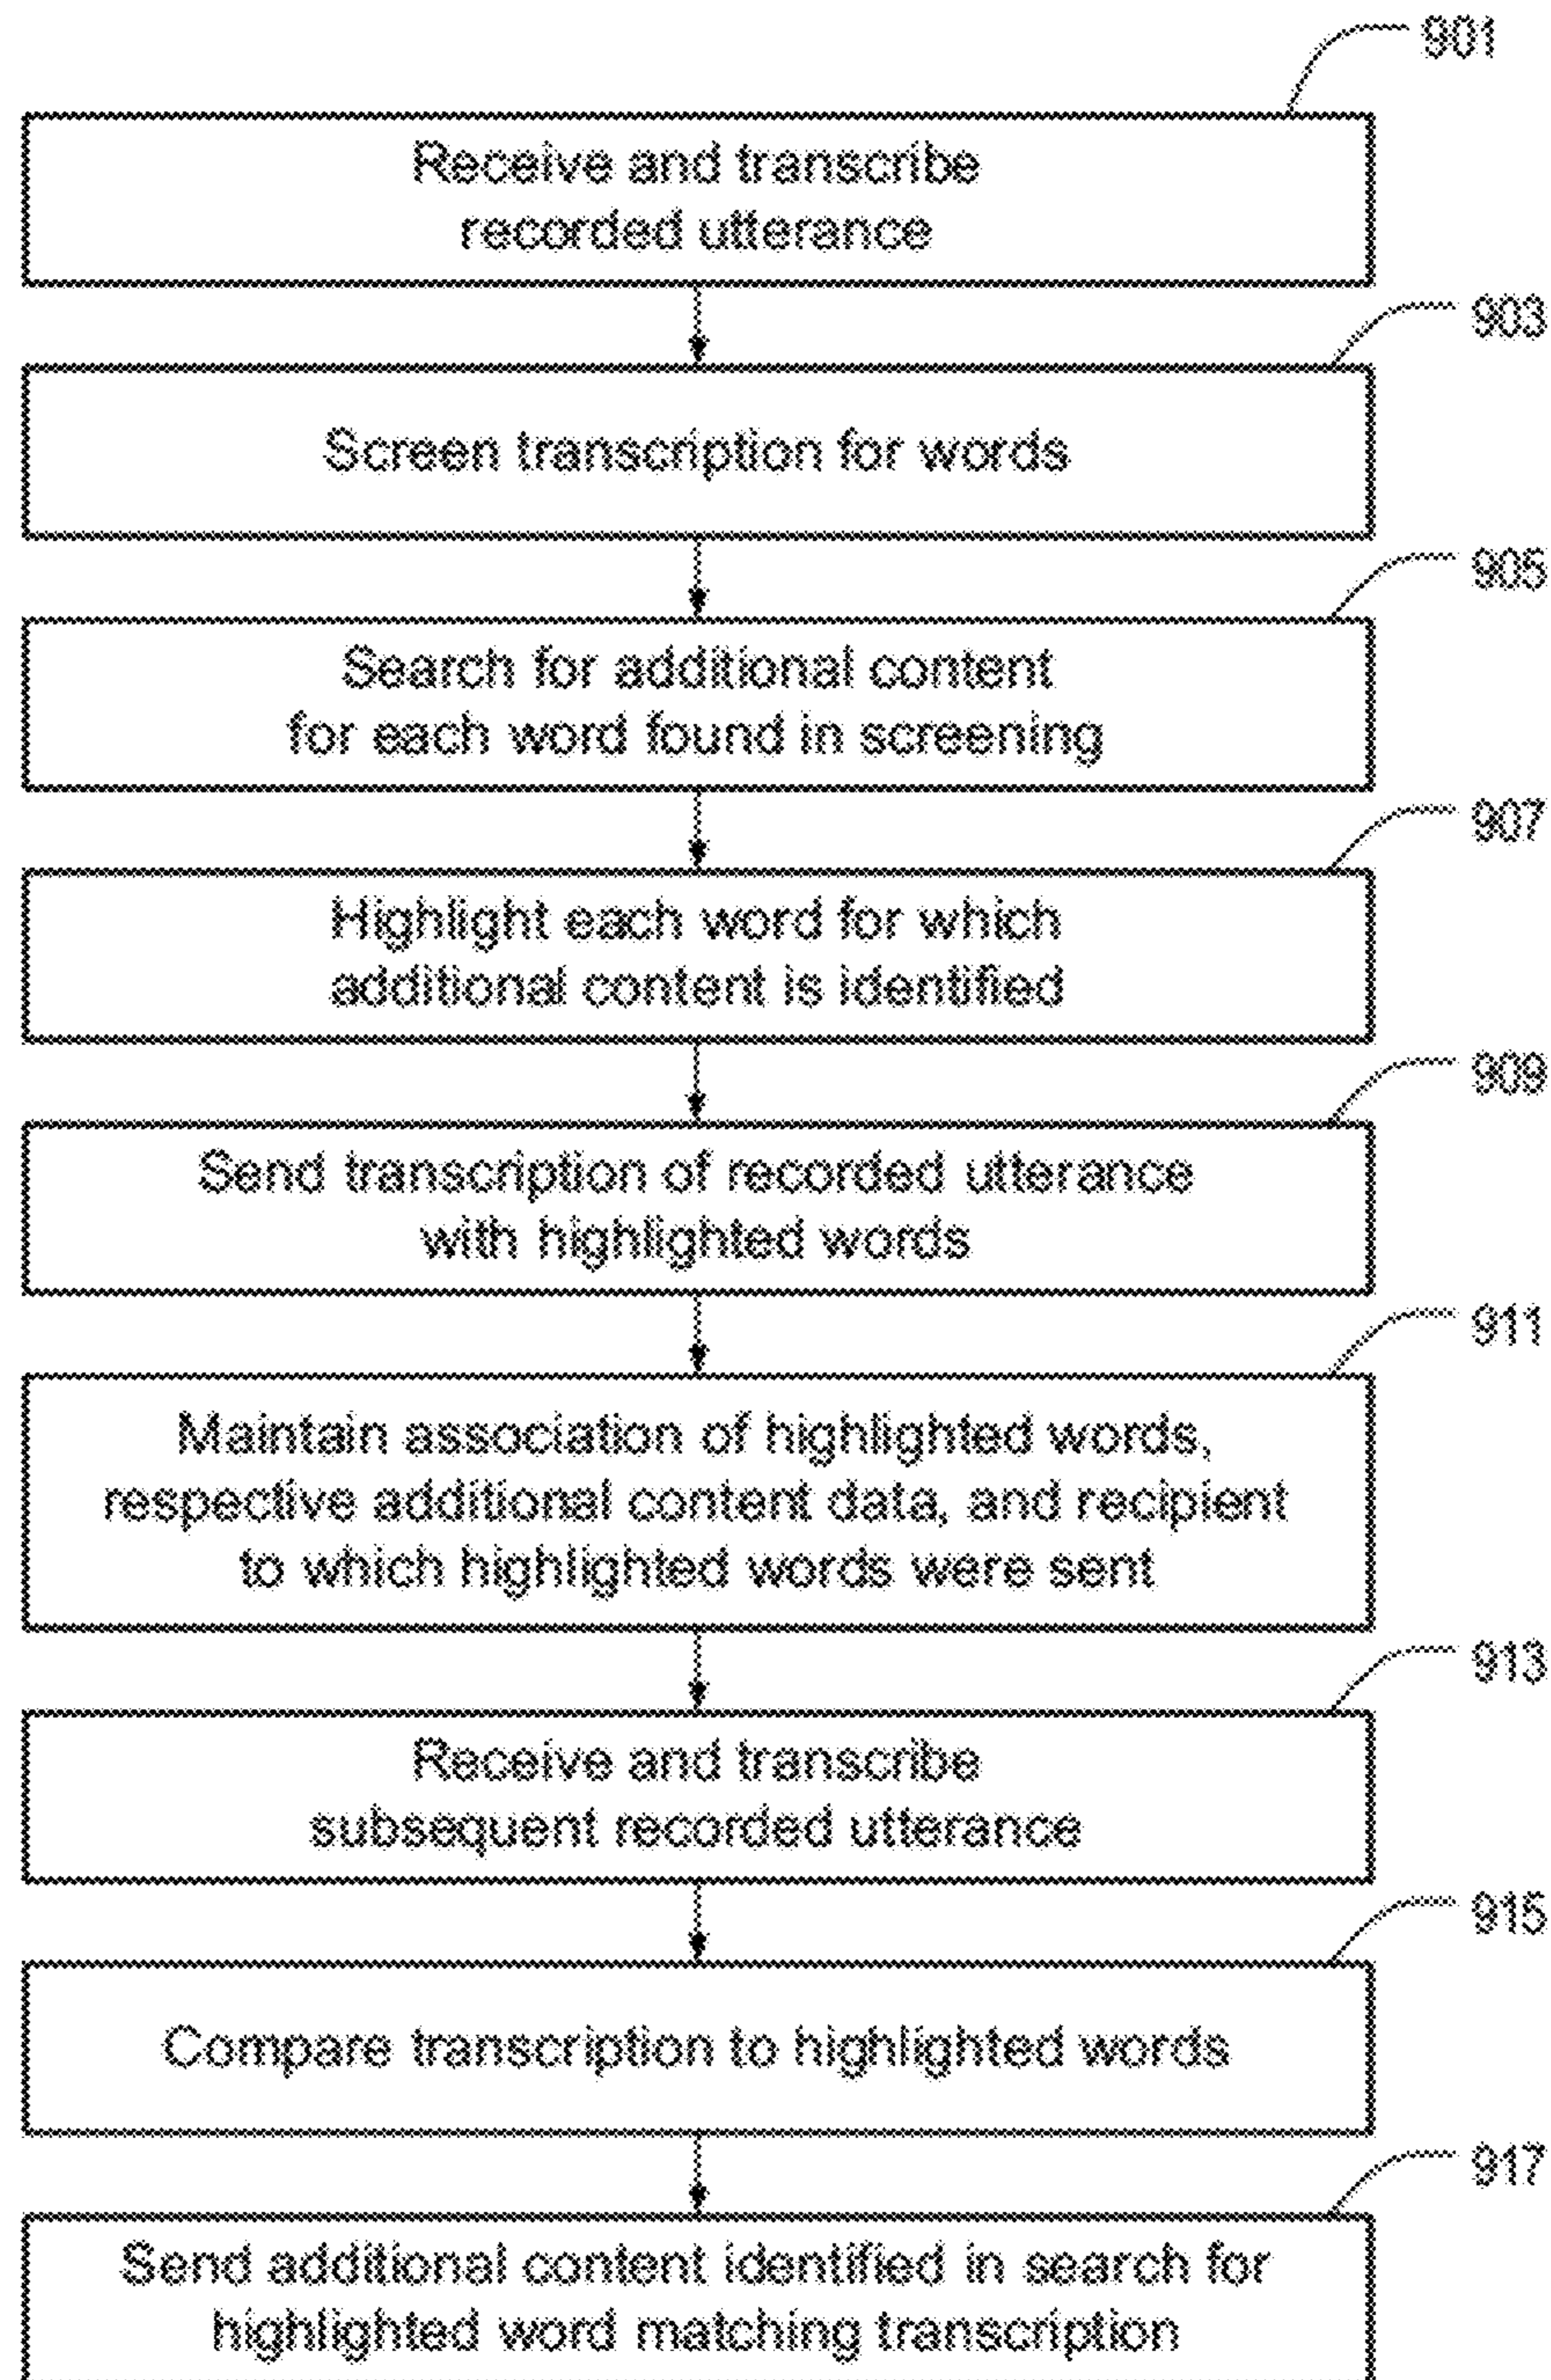 901
Receive and transcribe
recorded utterance
903
Screen transcription for words
905
Search for additional content
for each word found in screening
907
Highlight each word for which
additional content is identified
909
Send transcription of recorded utterance
with highlighted words
911
Maintain association of highlighted words,
respective additional content data, and recipient
to which highlighted words were sent
913
Receive and transcribe
subsequent recorded utterance
915
Compare transcription to highlighted words
917
Send additional content identified in search for
highlighted word matching transcription